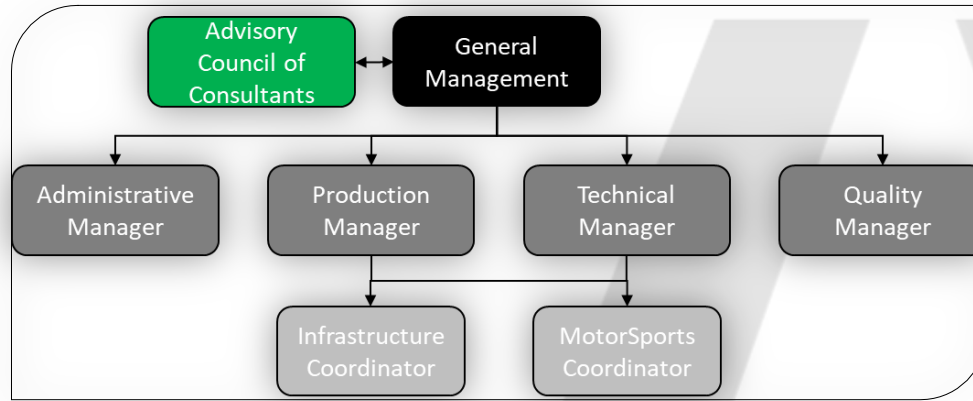 Advisory
Council of
Consultants
General
Management
Administrative
Manager
Production
Manager
Technical
Manager
Quality
Manager
Infrastructure
Coordinator
MotorSports
Coordinator